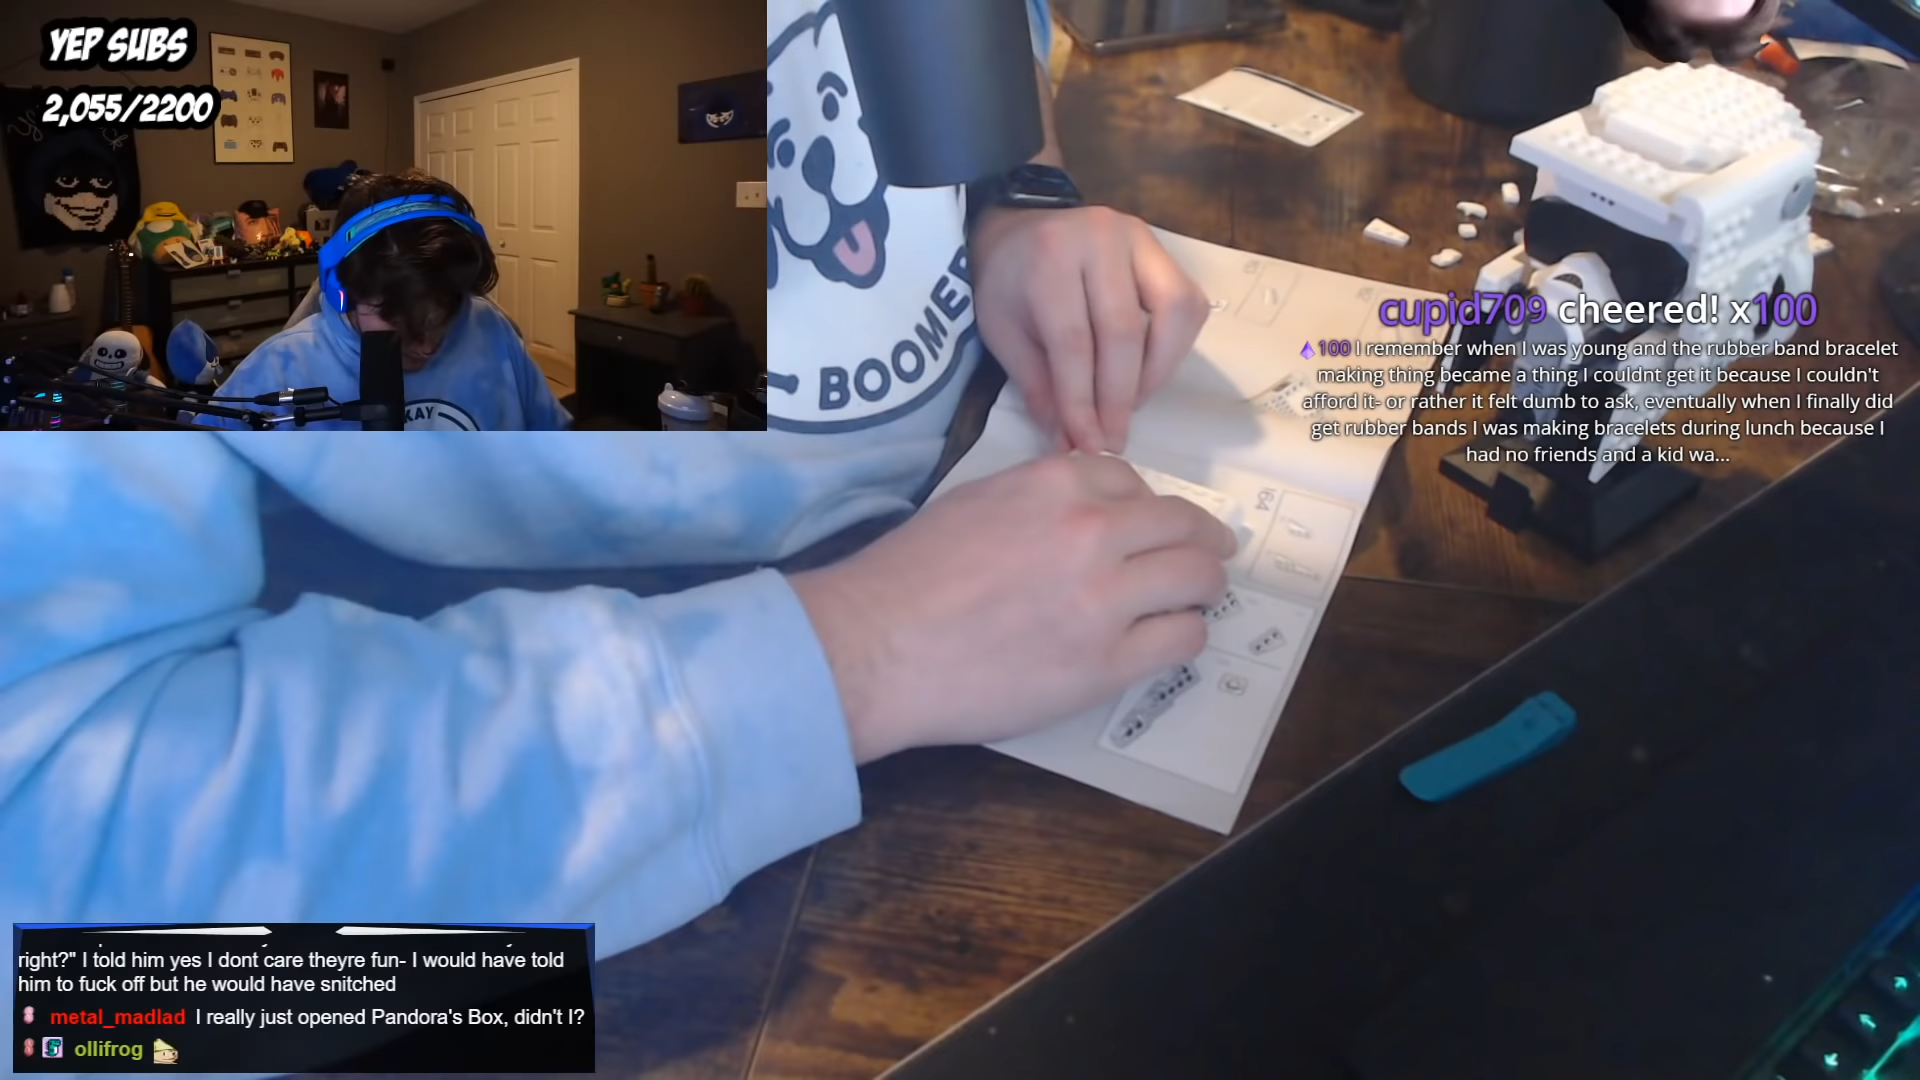 YEP SUBS
2,055/2200
KAY
BOOMER
164
cupid709 cheered! x100
100 I remember when I was young and the rubber band bracelet
making thing became a thing I couldnt get it because I couldn't
afford it- or rather it felt dumb to ask, eventually when I finally did
get rubber bands I was making bracelets during lunch because I
had no friends and a kid wa...
right?" I told him yes I dont care theyre fun- I would have told
him to fuck off but he would have snitched
metal_madlad I really just opened Pandora's Box, didn't I?
ollifrog